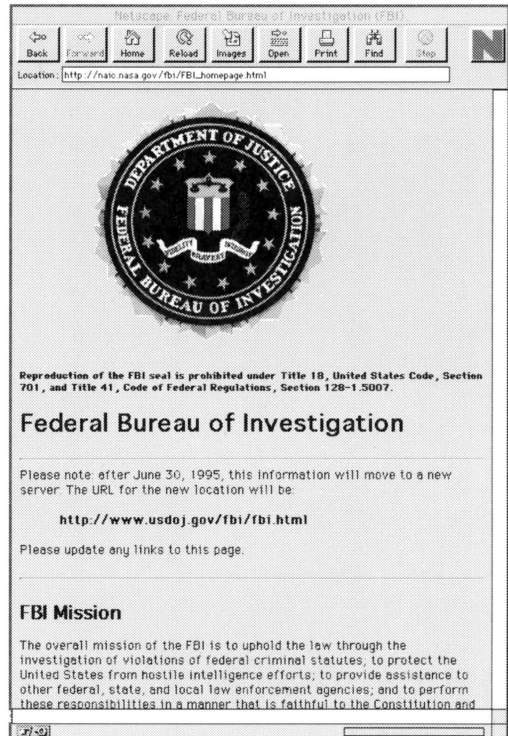 Netscape: Federal Bureau of Investigation (FBI)
Back Forward Home Reload Images Open Print Find Stop
N
Location: http://naic.nasa.gov/fbi/FBI_homepage.html
DEPARTMENT OF JUSTICE
FEDERAL BUREAU OF INVESTIGATION
FIDELITY BRAVERY INTEGRITY
Reproduction of the FBI seal is prohibited under Title 18, United States Code, Section
701, and Title 41, Code of Federal Regulations, Section 128-1.5007.
Federal Bureau of Investigation
Please note: after June 30, 1995, this information will move to a new
server. The URL for the new location will be:
http://www.usdoj.gov/fbi/fbi.html
Please update any links to this page.
FBI Mission
The overall mission of the FBI is to uphold the law through the
investigation of violations of federal criminal statutes; to protect the
United States from hostile intelligence efforts; to provide assistance to
other federal, state, and local law enforcement agencies; and to perform
these responsibilities in a manner that is faithful to the Constitution and